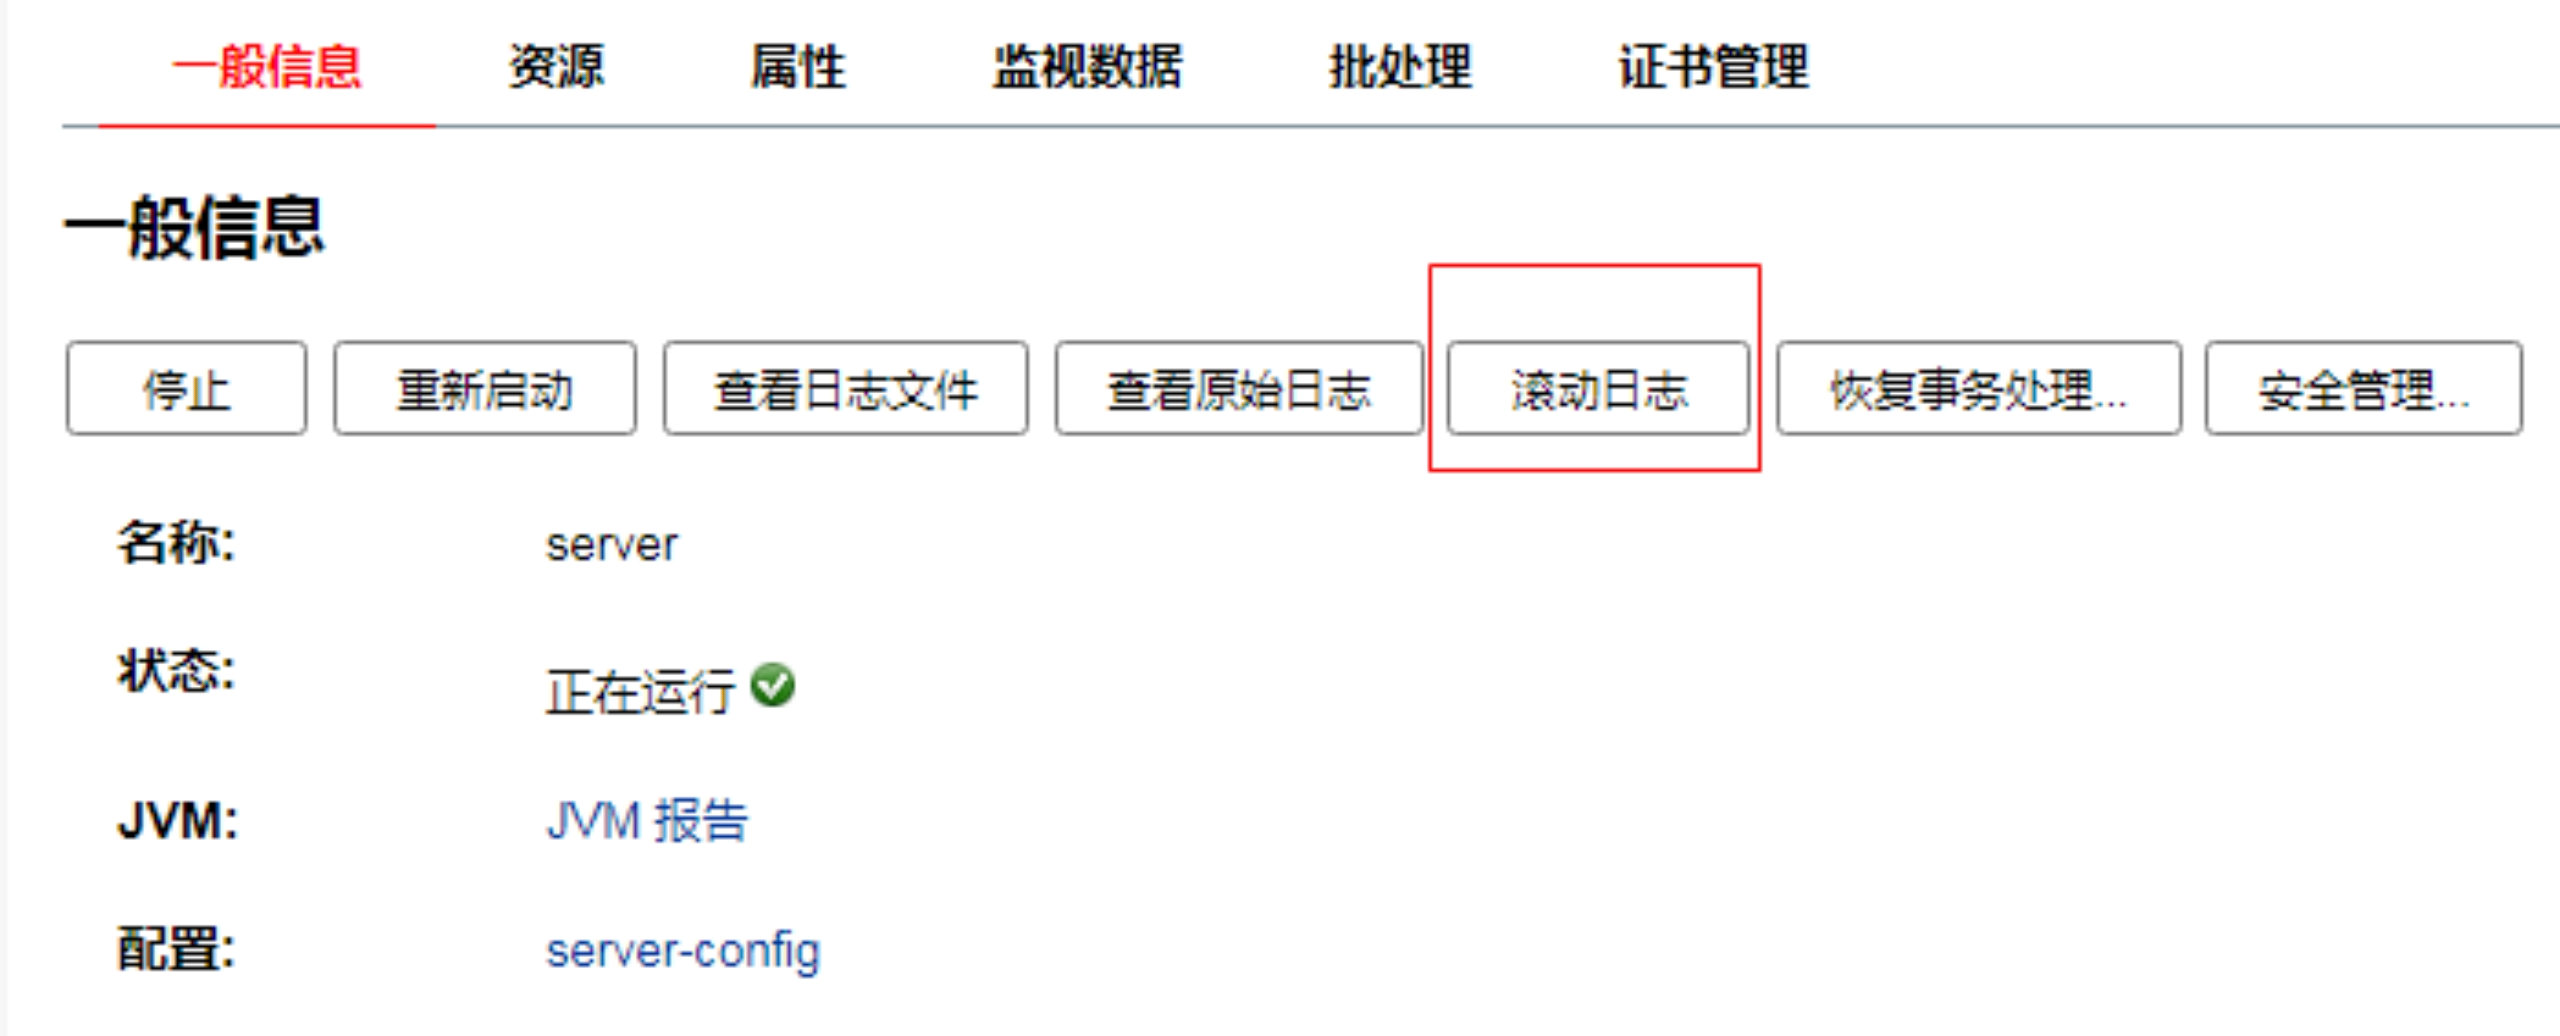 一般信息 资源 属性 监视数据 批处理 证书管理
一般信息
停止 重新启动 查看日志文件 查看原始日志 滚动日志 恢复事务处理... 安全管理...
名称: server
状态: 正在运行
JVM: JVM 报告
配置: server-config